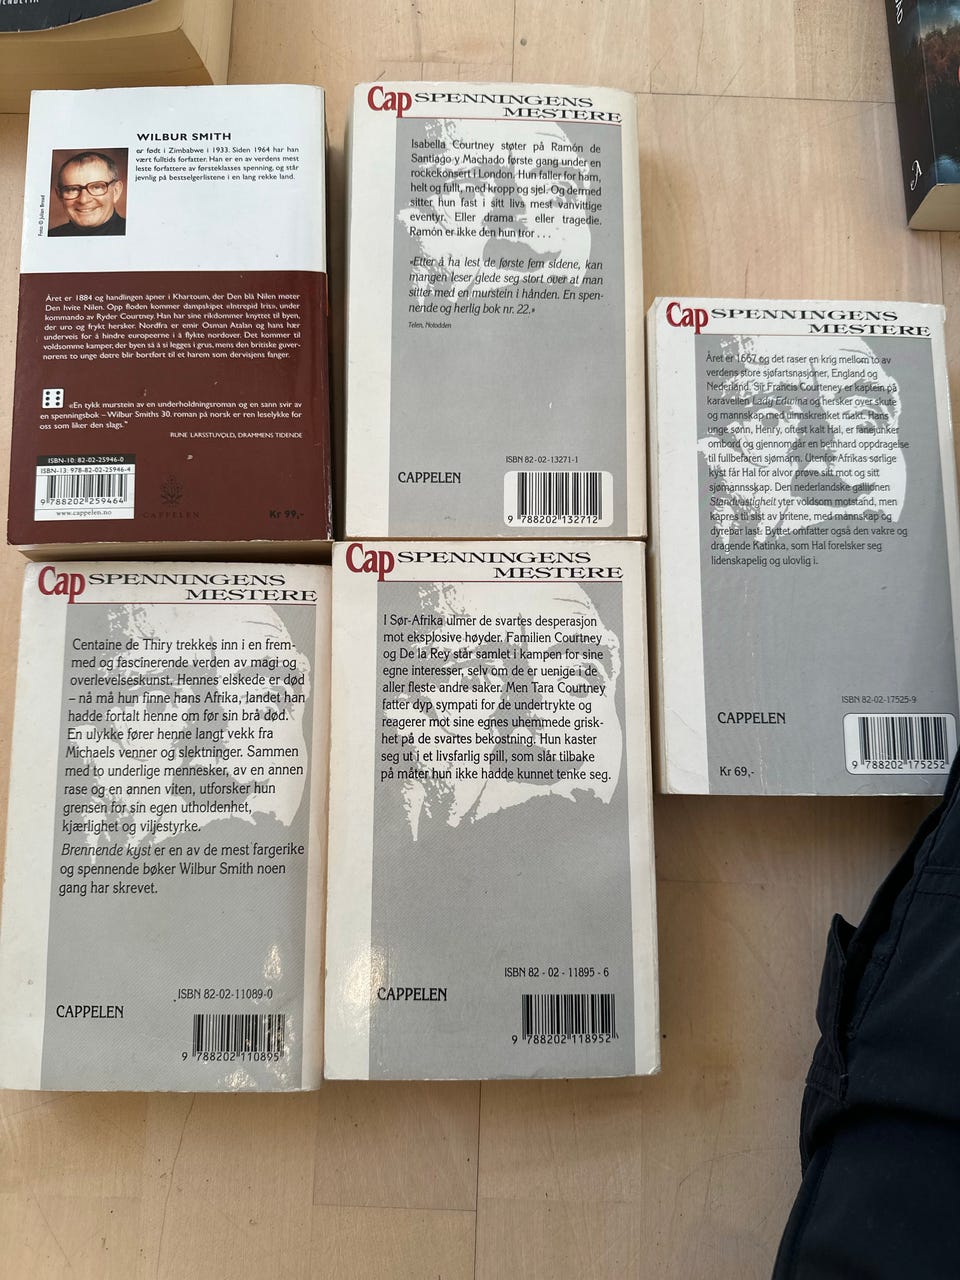 WILBUR SMITH
er født i Zimbabwe i 1933. Siden 1964 har han
vært fulltids forfatter. Han er en av verdens mest
leste forfattere av førsteklasses spenning, og står
jevnlig på bestselgerlistene i en lang rekke land.
Foto © Julian Broad
Året er 1884 og handlingen åpner i Khartoum, der Den blå Nilen møter
Den hvite Nilen. Opp floden kommer dampskipet «Intrepid Iris», under
kommando av Ryder Courtney. Han har sine rikdommer knyttet til byen,
der uro og frykt hersker. Nordfra er emir Osman Atalan og hans hær
underveis for å hindre europeerne i å flykte nordover. Det kommer til
voldsomme kamper, der byen så å si legges i grus, mens den britiske guver-
nørens to unge døtre blir bortført til et harem som dervisjens fanger.
«En tykk murstein av en underholdningsroman og en sann svir av
en spenningsbok – Wilbur Smiths 30. roman på norsk er ren leselykke for
oss som liker den slags.”
RUNE LARSSTUVOLD, DRAMMENS TIDENDE
ISBN-10: 82-02-25946-0
ISBN-13: 978-82-02-25946-4
9 788202 259464
www.cappelen.no
CAPPELEN
Kr 99,-
Cap SPENNINGENS
MESTERE
Isabella Courtney støter på Ramón de
Santiago y Machado første gang under en
rockekonsert i London. Hun faller for ham,
helt og fullt, med kropp og sjel. Og dermed
sitter hun fast i sitt livs mest vanvittige
eventyr. Eller drama – eller tragedie.
Ramón er ikke den hun tror . . .
«Etter å ha lest de første fem sidene, kan
mangen leser glede seg stort over at man
sitter med en murstein i hånden. En spen-
nende og herlig bok nr. 22.»
Telen, Notodden
ISBN 82-02-13271-1
CAPPELEN
9 788202 132712
Cap SPENNINGENS
MESTERE
Året er 1667 og det raser en krig mellom to av
verdens store sjøfartsnasjoner, England og
Nederland. Sir Francis Courteney er kaptein på
karavellen Lady Edwina og hersker over skute
og mannskap med uinnskrenket makt. Hans
unge sønn, Henry, oftest kalt Hal, er fanejunker
ombord og gjennomgår en beinhard oppdragelse
til fullbefaren sjømann. Utenfor Afrikas sørlige
kyst får Hal for alvor prøve sitt mot og sitt
sjømannsskap. Den nederlandske gallionen
Standvastigheit yter voldsom motstand, men
kapres til sist av britene, med mannskap og
dyrebar last. Byttet omfatter også den vakre og
dragende Katinka, som Hal forelsker seg
lidenskapelig og ulovlig i.
ISBN 82-02-17525-9
CAPPELEN
9 788202 175252
Kr 69,-
Cap SPENNINGENS
MESTERE
Centaine de Thiry trekkes inn i en frem-
med og fascinerende verden av magi og
overlevelseskunst. Hennes elskede er død
– nå må hun finne hans Afrika, landet han
hadde fortalt henne om før sin brå død.
En ulykke fører henne langt vekk fra
Michaels venner og slektninger. Sammen
med to underlige mennesker, av en annen
rase og en annen viten, utforsker hun
grensen for sin egen utholdenhet,
kjærlighet og viljestyrke.
Brennende kyst er en av de mest fargerike
og spennende bøker Wilbur Smith noen
gang har skrevet.
ISBN 82-02-11089-0
CAPPELEN
9 788202 110895
Cap SPENNINGENS
MESTERE
I Sør-Afrika ulmer de svartes desperasjon
mot eksplosive høyder. Familien Courtney
og De la Rey står samlet i kampen for sine
egne interesser, selv om de er uenige i de
aller fleste andre saker. Men Tara Courtney
fatter dyp sympati for de undertrykte og
reagerer mot sine egnes uhemmede grisk-
het på de svartes bekostning. Hun kaster
seg ut i et livsfarlig spill, som slår tilbake
på måter hun ikke hadde kunnet tenke seg.
ISBN 82 - 02 - 11895 - 6
CAPPELEN
9 788202 118952